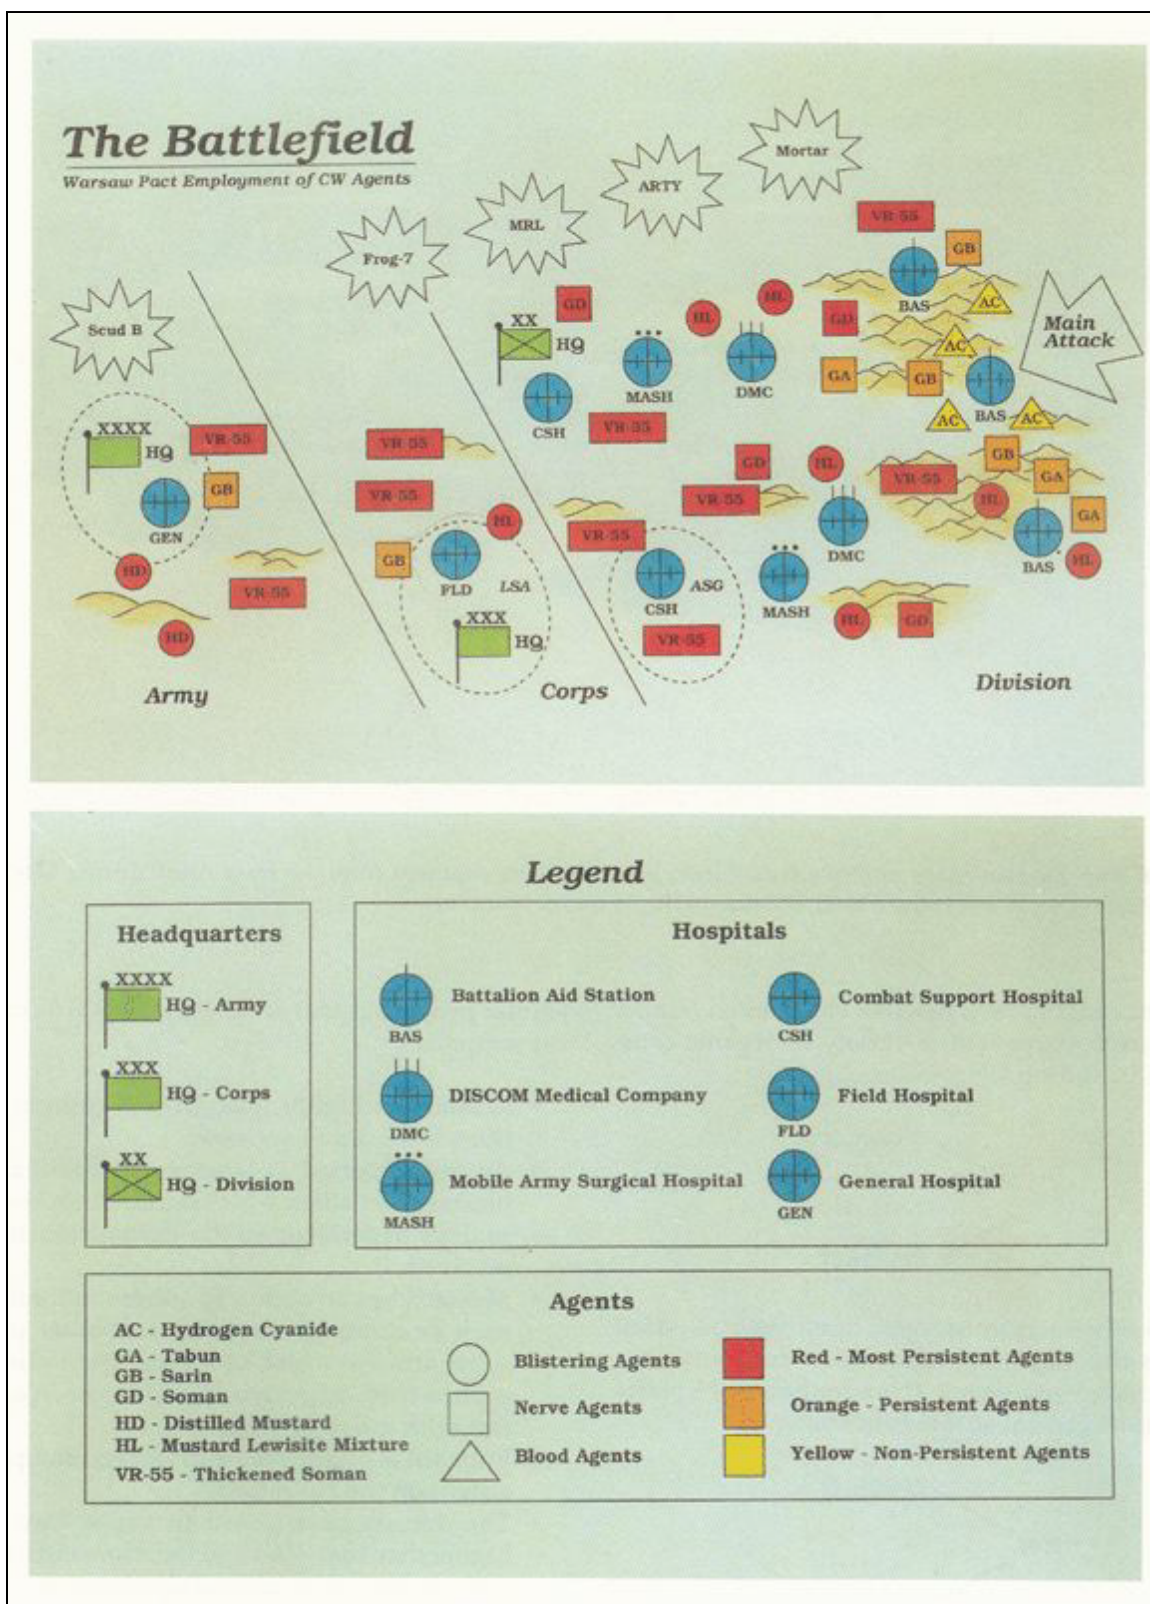 The Battlefield
Warsaw Pact Employment of CW Agents
Scud B
Frog-7
MRL
ARTY
Mortar
Main
Attack
XXXX
HQ
GEN
VR-55
GB
HD
VR-55
HD
Army
VR-55
VR-55
HL
GB
FLD
LSA
XXX
HQ
Corps
XX
HQ
GD
CSH
MASH
VR-55
HL
HL
DMC
VR-55
GB
BAS
AC
GD
AC
GA
GB
BAS
AC
AC
VR-55
CSH
ASG
VR-55
GD
VR-55
HL
DMC
MASH
HL
GD
VR-55
GB
GA
HL
GA
BAS
HL
Division
Legend
Headquarters
XXXX
HQ - Army
XXX
HQ - Corps
XX
HQ - Division
Hospitals
Battalion Aid Station
BAS
DISCOM Medical Company
DMC
Mobile Army Surgical Hospital
MASH
Combat Support Hospital
CSH
Field Hospital
FLD
General Hospital
GEN
Agents
AC - Hydrogen Cyanide
GA - Tabun
GB - Sarin
GD - Soman
HD - Distilled Mustard
HL - Mustard Lewisite Mixture
VR-55 - Thickened Soman
Blistering Agents
Nerve Agents
Blood Agents
Red - Most Persistent Agents
Orange - Persistent Agents
Yellow - Non-Persistent Agents